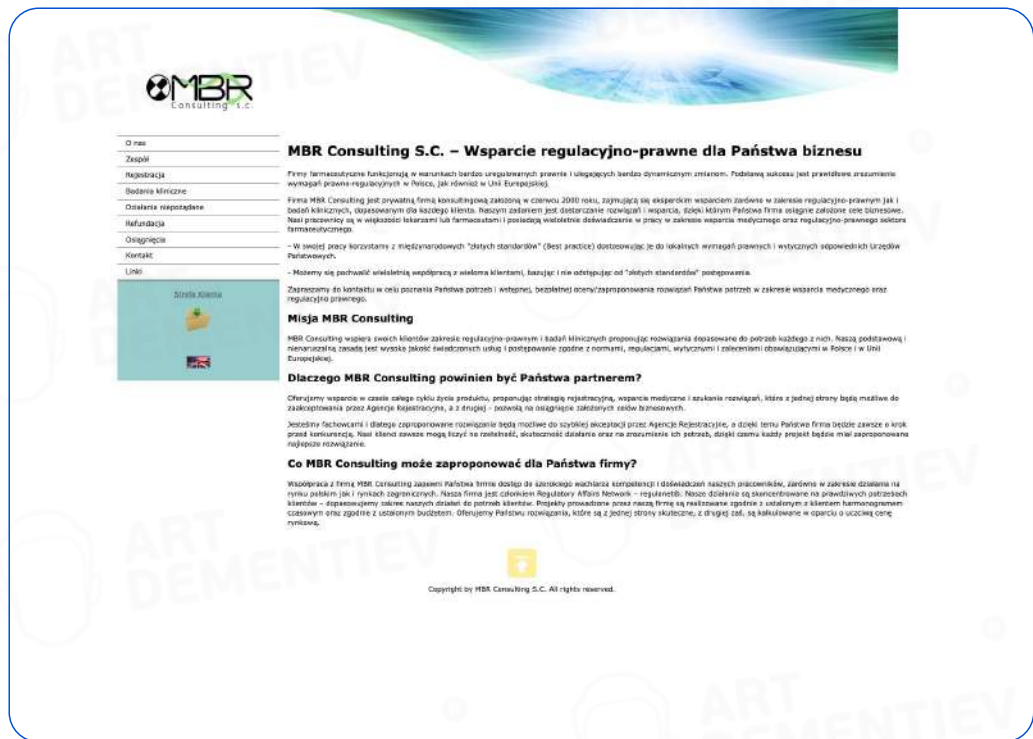 MBR
Consulting s.c.
O nas
Zespół
Rejestracja
Badania kliniczne
Działania niepożądane
Refundacja
Osiągnięcia
Kontakt
Linki
Strefa Klienta
MBR Consulting S.C. – Wsparcie regulacyjno-prawne dla Państwa biznesu
Firmy farmaceutyczne funkcjonują w warunkach bardzo uregulowanych prawnie i ulegających bardzo dynamicznym zmianom. Podstawą sukcesu jest prawidłowe zrozumienie
wymagań prawno-regulacyjnych w Polsce, jak również w Unii Europejskiej.
Firma MBR Consulting jest prywatną firmą konsultingową założoną w czerwcu 2000 roku, zajmującą się eksperckim wsparciem zarówno w zakresie regulacyjno-prawnym jak i
badań klinicznych, dopasowanym dla każdego klienta. Naszym zadaniem jest dostarczanie rozwiązań i wsparcia, dzięki którym Państwa firma osiągnie założone cele biznesowe.
Nasi pracownicy są w większości lekarzami lub farmaceutami i posiadają wieloletnie doświadczenie w pracy w zakresie wsparcia medycznego oraz regulacyjno-prawnego sektora
farmaceutycznego.
– W swojej pracy korzystamy z międzynarodowych "złotych standardów" (Best practice) dostosowując je do lokalnych wymagań prawnych i wytycznych odpowiednich Urzędów
Państwowych.
– Możemy się pochwalić wieloletnią współpracą z wieloma klientami, bazując i nie odstępując od "złotych standardów" postępowania.
Zapraszamy do kontaktu w celu poznania Państwa potrzeb i wstępnej, bezpłatnej oceny/zaproponowania rozwiązań Państwa potrzeb w zakresie wsparcia medycznego oraz
regulacyjno prawnego.
Misja MBR Consulting
MBR Consulting wspiera swoich klientów zakresie regulacyjno-prawnym i badań klinicznych proponując rozwiązania dopasowane do potrzeb każdego z nich. Naszą podstawową i
nienaruszalną zasadą jest wysoka jakość świadczonych usług i postępowanie zgodne z normami, regulacjami, wytycznymi i zaleceniami obowiązującymi w Polsce i w Unii
Europejskiej.
Dlaczego MBR Consulting powinien być Państwa partnerem?
Oferujemy wsparcie w czasie całego cyklu życia produktu, proponując strategię rejestracyjną, wsparcie medyczne i szukanie rozwiązań, które z jednej strony będą możliwe do
zaakceptowania przez Agencje Rejestracyjne, a z drugiej – pozwolą na osiągnięcie założonych celów biznesowych.
Jesteśmy fachowcami i dlatego zaproponowane rozwiązania będą możliwe do szybkiej akceptacji przez Agencje Rejestracyjne, a dzięki temu Państwa firma będzie zawsze o krok
przed konkurencją. Nasi klienci zawsze mogą liczyć na rzetelność, skuteczność działania oraz na zrozumienie ich potrzeb, dzięki czemu każdy projekt będzie miał zaproponowane
najlepsze rozwiązanie.
Co MBR Consulting może zaproponować dla Państwa firmy?
Współpraca z firmą MBR Consulting zapewni Państwa firmie dostęp do szerokiego wachlarza kompetencji i doświadczeń naszych pracowników, zarówno w zakresie działania na
rynku polskim jak i rynkach zagranicznych. Nasza firma jest członkiem Regulatory Affairs Network – regulanet®. Nasze działania są skoncentrowane na prawdziwych potrzebach
klientów – dopasowujemy zakres naszych działań do potrzeb klientów. Projekty prowadzone przez naszą firmę są realizowane zgodnie z ustalonym z klientem harmonogramem
czasowym oraz zgodnie z ustalonym budżetem. Oferujemy Państwu rozwiązania, które są z jednej strony skuteczne, z drugiej zaś, są kalkulowane w oparciu o uczciwą cenę
rynkową.
Copyright by MBR Consulting S.C. All rights reserved.
ART
DEMENTIEV
ART
DEMENTIEV
ART
DEMENTIEV
ART
DEMENTIEV